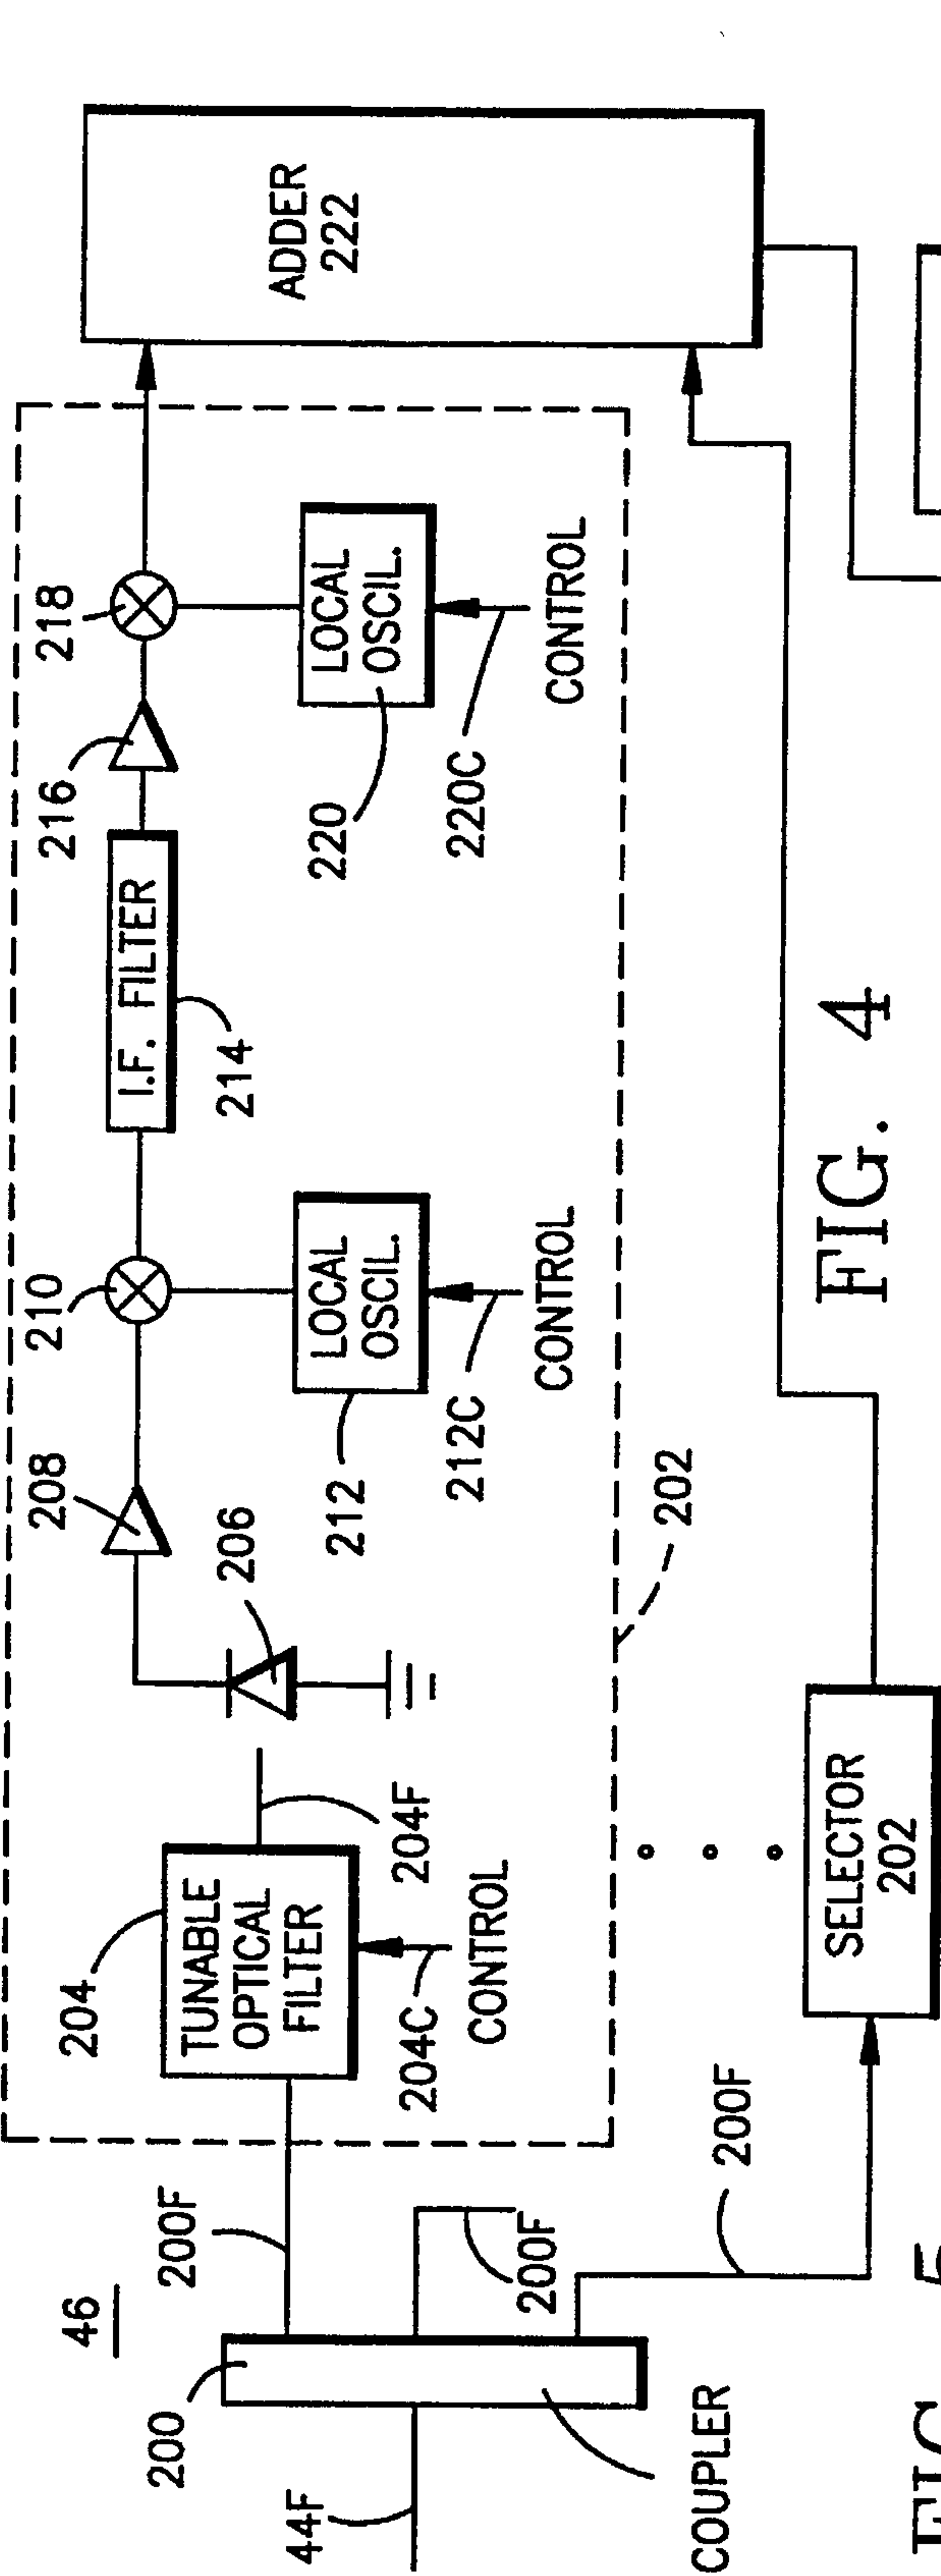 46
44F
200
COUPLER
200F
200F
200F
204
TUNABLE
OPTICAL
FILTER
204C
CONTROL
204F
206
208
210
LOCAL
OSCIL.
212
212C
CONTROL
I.F. FILTER
214
216
218
LOCAL
OSCIL.
220
220C
CONTROL
ADDER
222
202
SELECTOR
202
FIG. 4